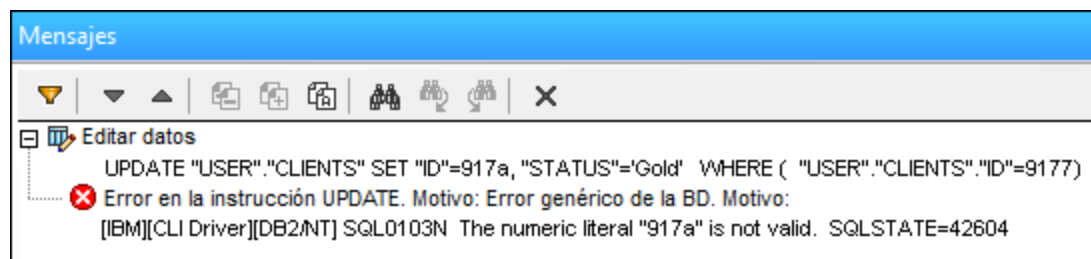 Mensajes
Editar datos
UPDATE "USER"."CLIENTS" SET "ID"=917a, "STATUS"='Gold'   WHERE (  "USER"."CLIENTS"."ID"=9177)
Error en la instrucción UPDATE. Motivo: Error genérico de la BD. Motivo:
[IBM][CLI Driver][DB2/NT] SQL0103N  The numeric literal "917a" is not valid.  SQLSTATE=42604